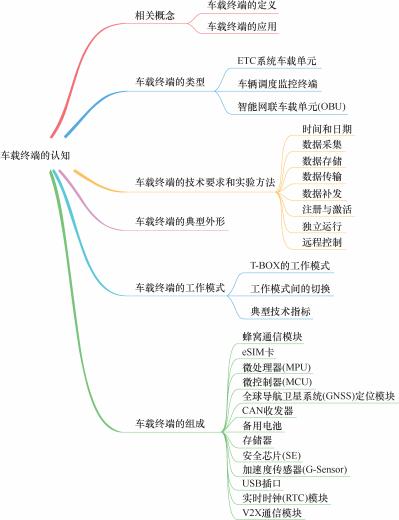 车载终端的认知
相关概念
车载终端的定义
车载终端的应用
车载终端的类型
ETC系统车载单元
车辆调度监控终端
智能网联车载单元(OBU)
车载终端的技术要求和实验方法
时间和日期
数据采集
数据存储
数据传输
数据补发
注册与激活
独立运行
远程控制
车载终端的典型外形
车载终端的工作模式
T-BOX的工作模式
工作模式间的切换
典型技术指标
车载终端的组成
蜂窝通信模块
eSIM卡
微处理器(MPU)
微控制器(MCU)
全球导航卫星系统(GNSS)定位模块
CAN收发器
备用电池
存储器
安全芯片(SE)
加速度传感器(G-Sensor)
USB插口
实时时钟(RTC)模块
V2X通信模块